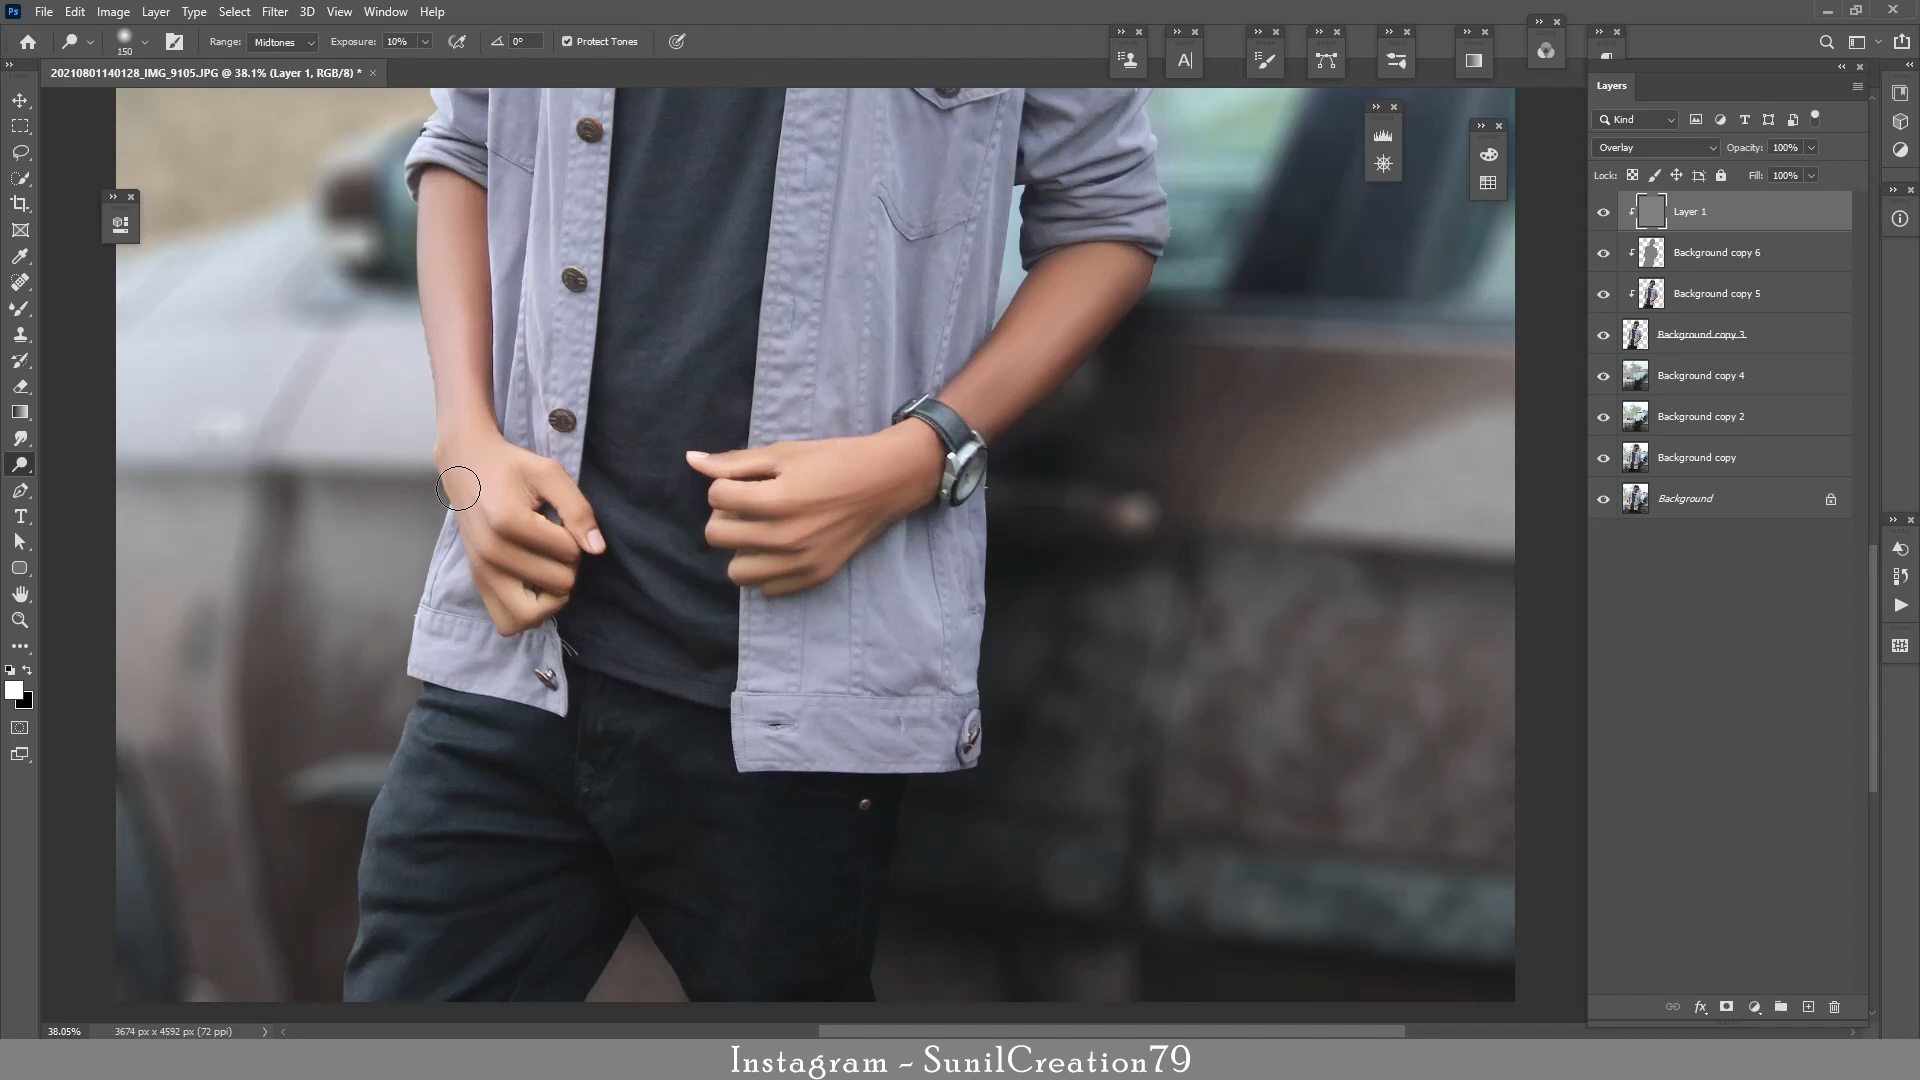 Ps File Edit Image Layer Type Select Filter 3D View Window Help
150 Range: Midtones Exposure: 10% 0° Protect Tones
20210801140128_IMG_9105.JPG @ 38.1% (Layer 1, RGB/8) * ×
Layers
Kind
Overlay Opacity: 100%
Lock: Fill: 100%
Layer 1
Background copy 6
Background copy 5
Background copy 3
Background copy 4
Background copy 2
Background copy
Background
38.05% 3674 px x 4592 px (72 ppi)
Instagram - SunilCreation79